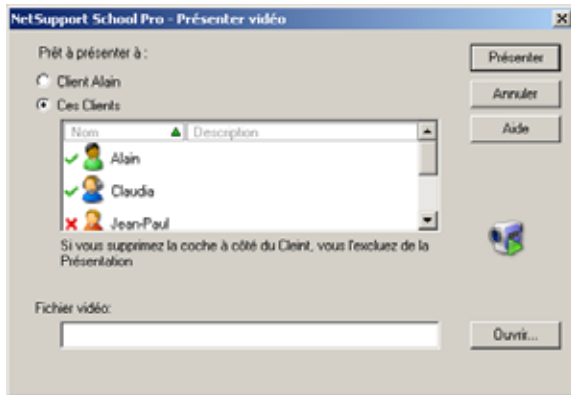 NetSupport School Pro - Présenter vidéo
Prêt à présenter à :
Présenter
Client Alain
Annuler
Ces Clients
Aide
Nom Description
Alain
Claudia
Jean-Paul
Si vous supprimez la coche à côté du Cleint, vous l'excluez de la
Présentation
Fichier vidéo:
Ouvrir...